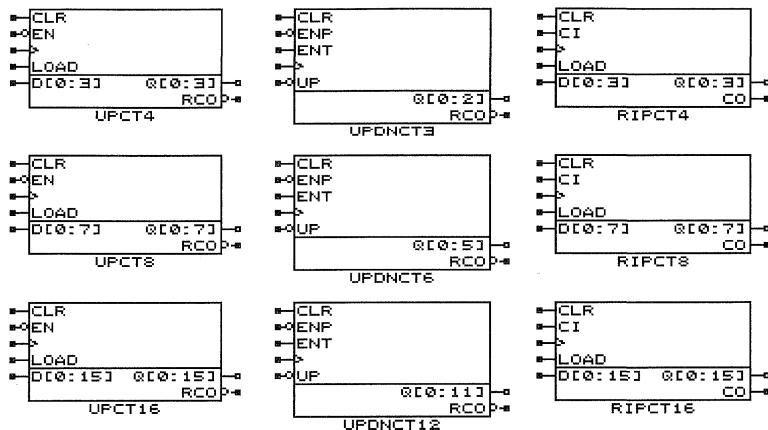 CLR
EN
LOAD
D[0:3] Q[0:3]
RCO
UPCT4
CLR
ENP
ENT
UP
Q[0:2]
RCO
UPDNCT3
CLR
CI
LOAD
D[0:3] Q[0:3]
CO
RIPCT4
CLR
EN
LOAD
D[0:7] Q[0:7]
RCO
UPCT8
CLR
ENP
ENT
UP
Q[0:5]
RCO
UPDNCT6
CLR
CI
LOAD
D[0:7] Q[0:7]
CO
RIPCT8
CLR
EN
LOAD
D[0:15] Q[0:15]
RCO
UPCT16
CLR
ENP
ENT
UP
Q[0:11]
RCO
UPDNCT12
CLR
CI
LOAD
D[0:15] Q[0:15]
CO
RIPCT16